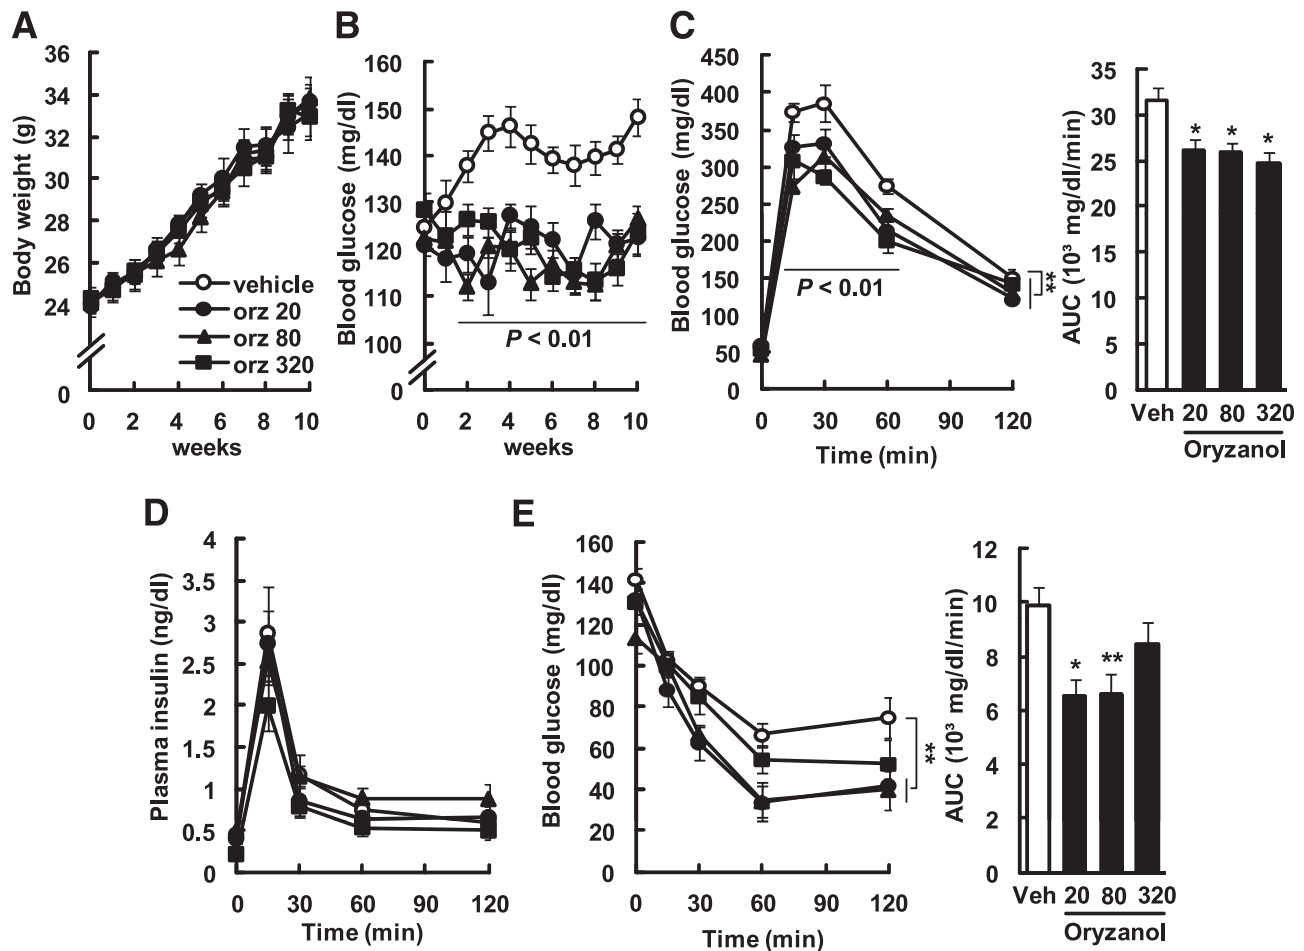 A
Body weight (g)
36
34
32
30
28
26
24
0
vehicle
orz 20
orz 80
orz 320
0 2 4 6 8 10
weeks
B
Blood glucose (mg/dl)
160
150
140
130
120
110
100
0
P < 0.01
0 2 4 6 8 10
weeks
C
Blood glucose (mg/dl)
450
400
350
300
250
200
150
100
50
0
P < 0.01
**
0 30 60 90 120
Time (min)
AUC (10³ mg/dl/min)
35
30
25
20
15
10
5
0
* * *
Veh 20 80 320
Oryzanol
D
Plasma insulin (ng/dl)
4
3.5
3
2.5
2
1.5
1
0.5
0
0 30 60 90 120
Time (min)
E
Blood glucose (mg/dl)
160
140
120
100
80
60
40
20
0
**
0 30 60 90 120
Time (min)
AUC (10³ mg/dl/min)
12
10
8
6
4
2
0
* **
Veh 20 80 320
Oryzanol